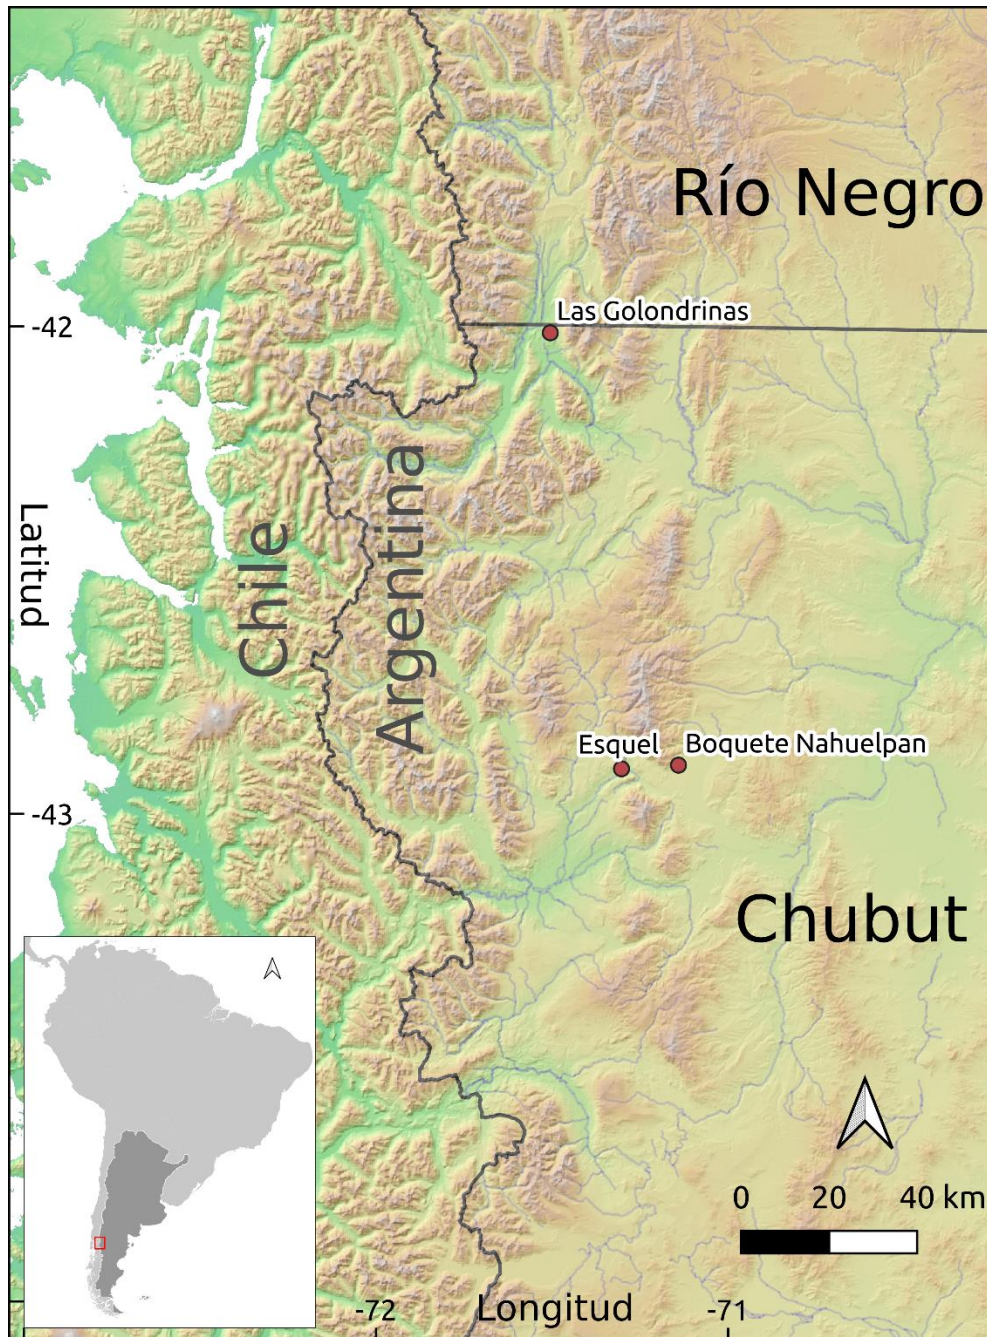 Río Negro
Las Golondrinas
-42
Latitud
Chile
Argentina
Esquel
Boquete Nahuelpan
-43
Chubut
0 20 40 km
-72
Longitud
-71